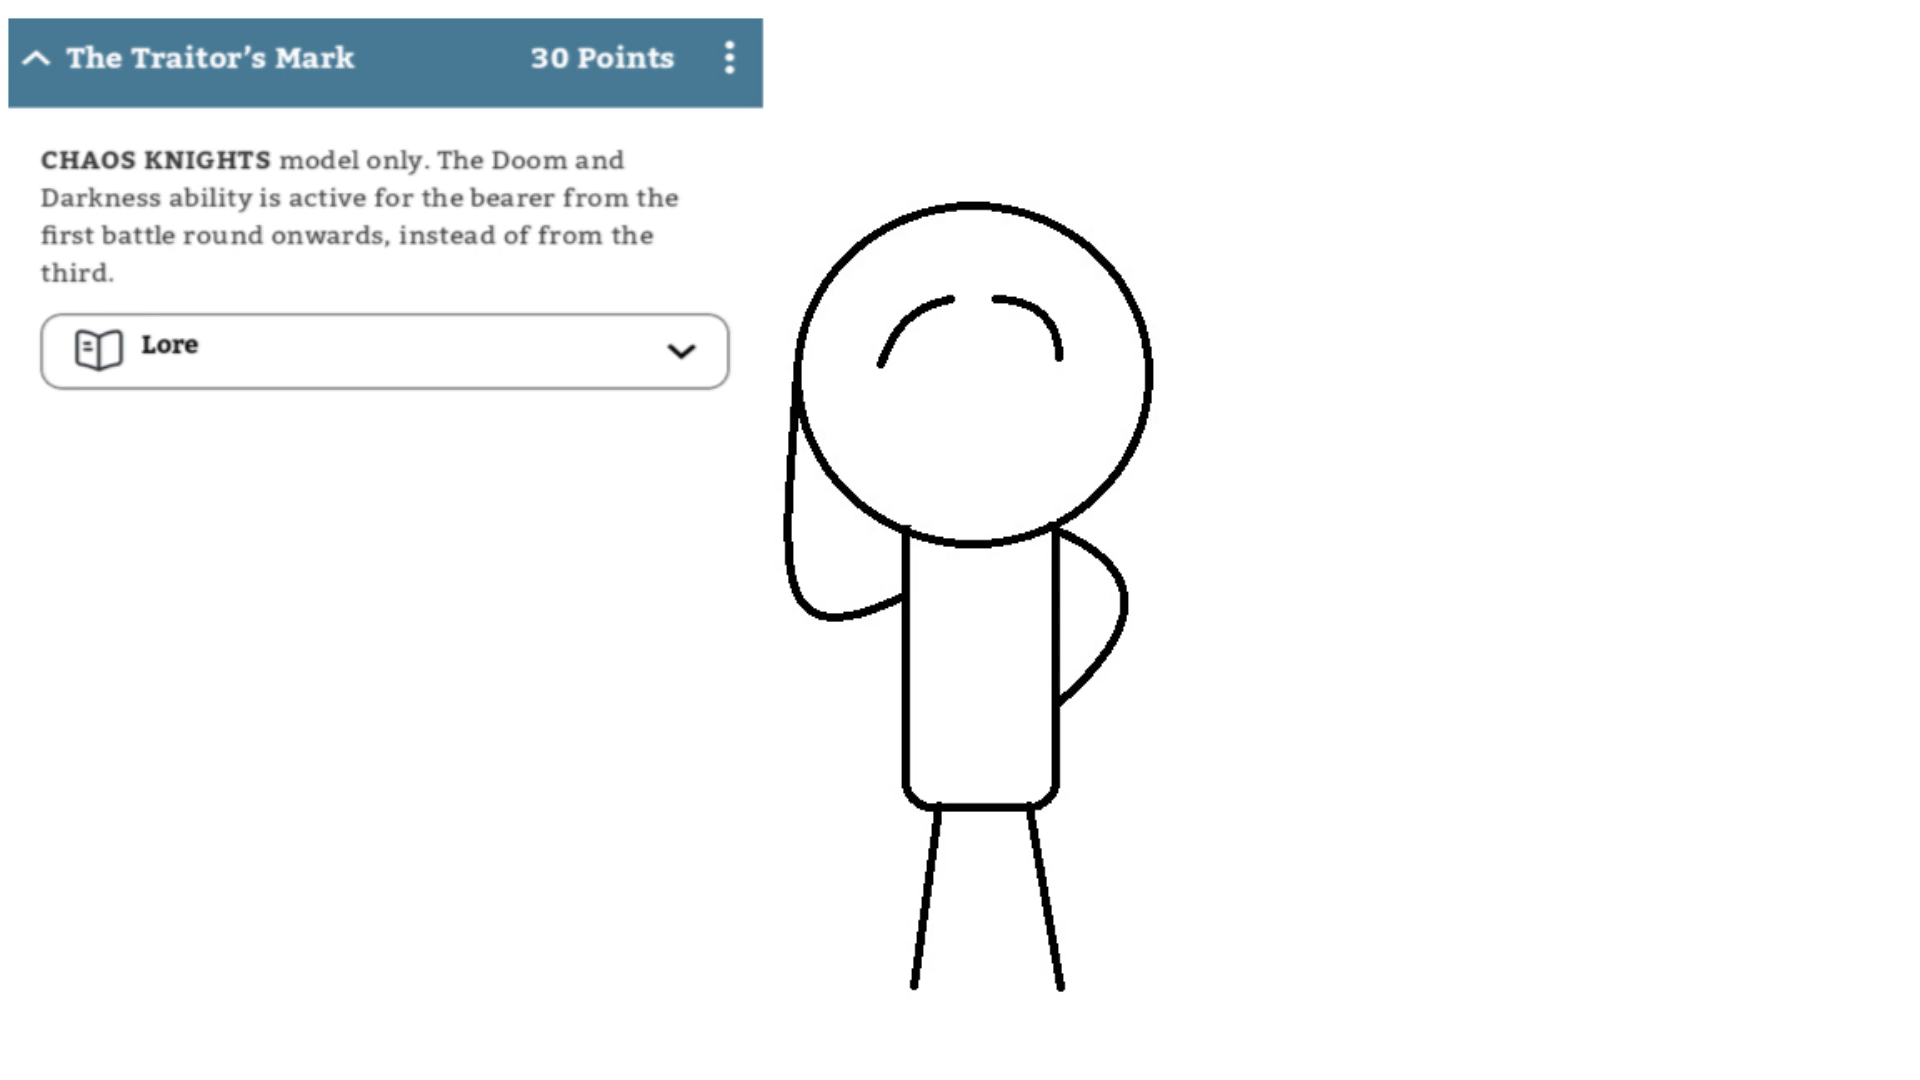 The Traitor’s Mark 30 Points
CHAOS KNIGHTS model only. The Doom and
Darkness ability is active for the bearer from the
first battle round onwards, instead of from the
third.
Lore